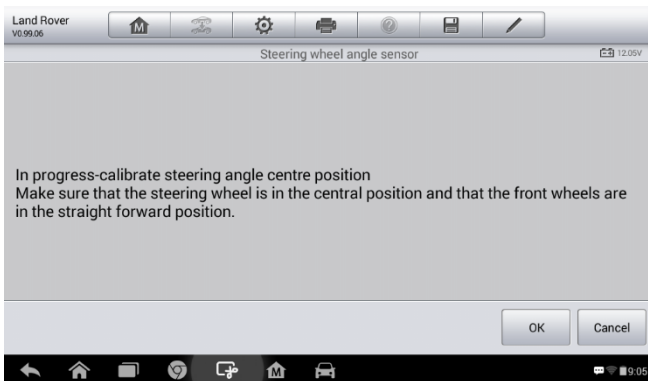 Land Rover
V0.99.06
M
Steering wheel angle sensor
12.05V
In progress-calibrate steering angle centre position
Make sure that the steering wheel is in the central position and that the front wheels are
in the straight forward position.
OK
Cancel
M
9:05